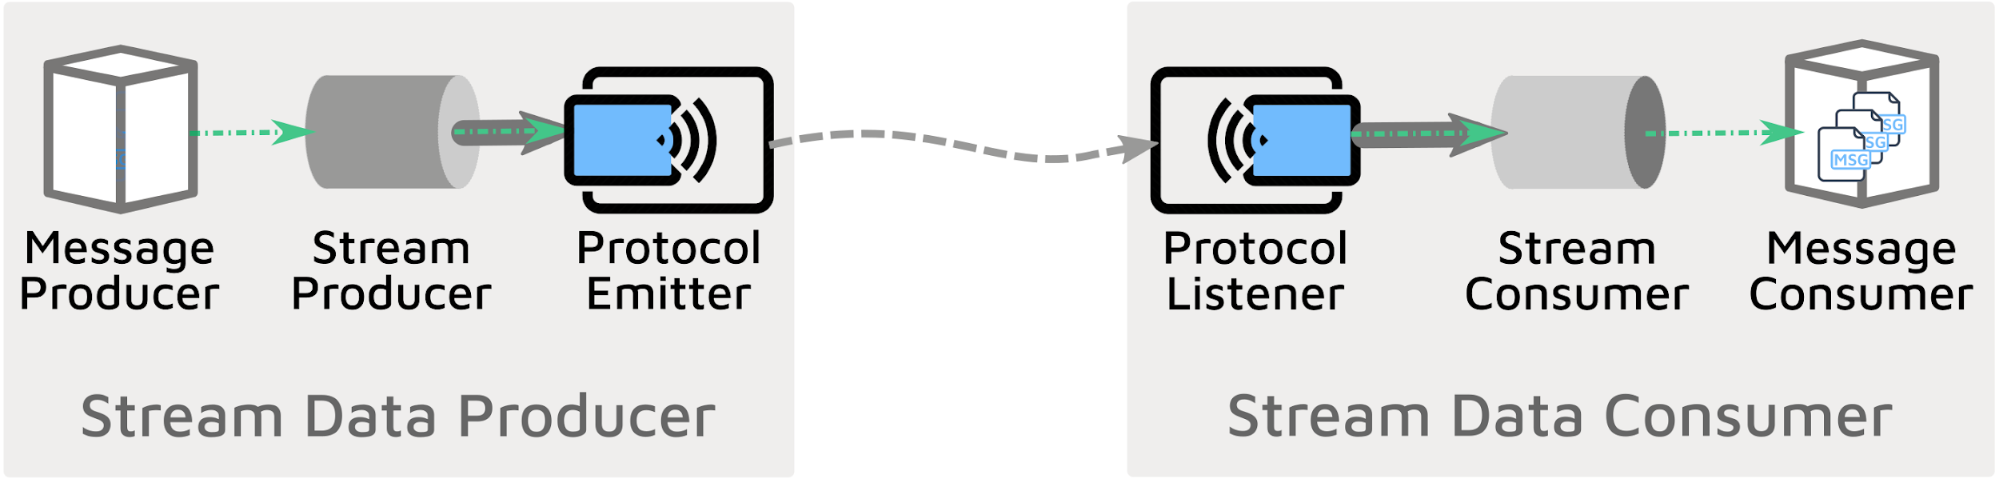 SG
SG
MSG
Message
Producer
Stream
Producer
Protocol
Emitter
Protocol
Listener
Stream
Consumer
Message
Consumer
Stream Data Producer
Stream Data Consumer